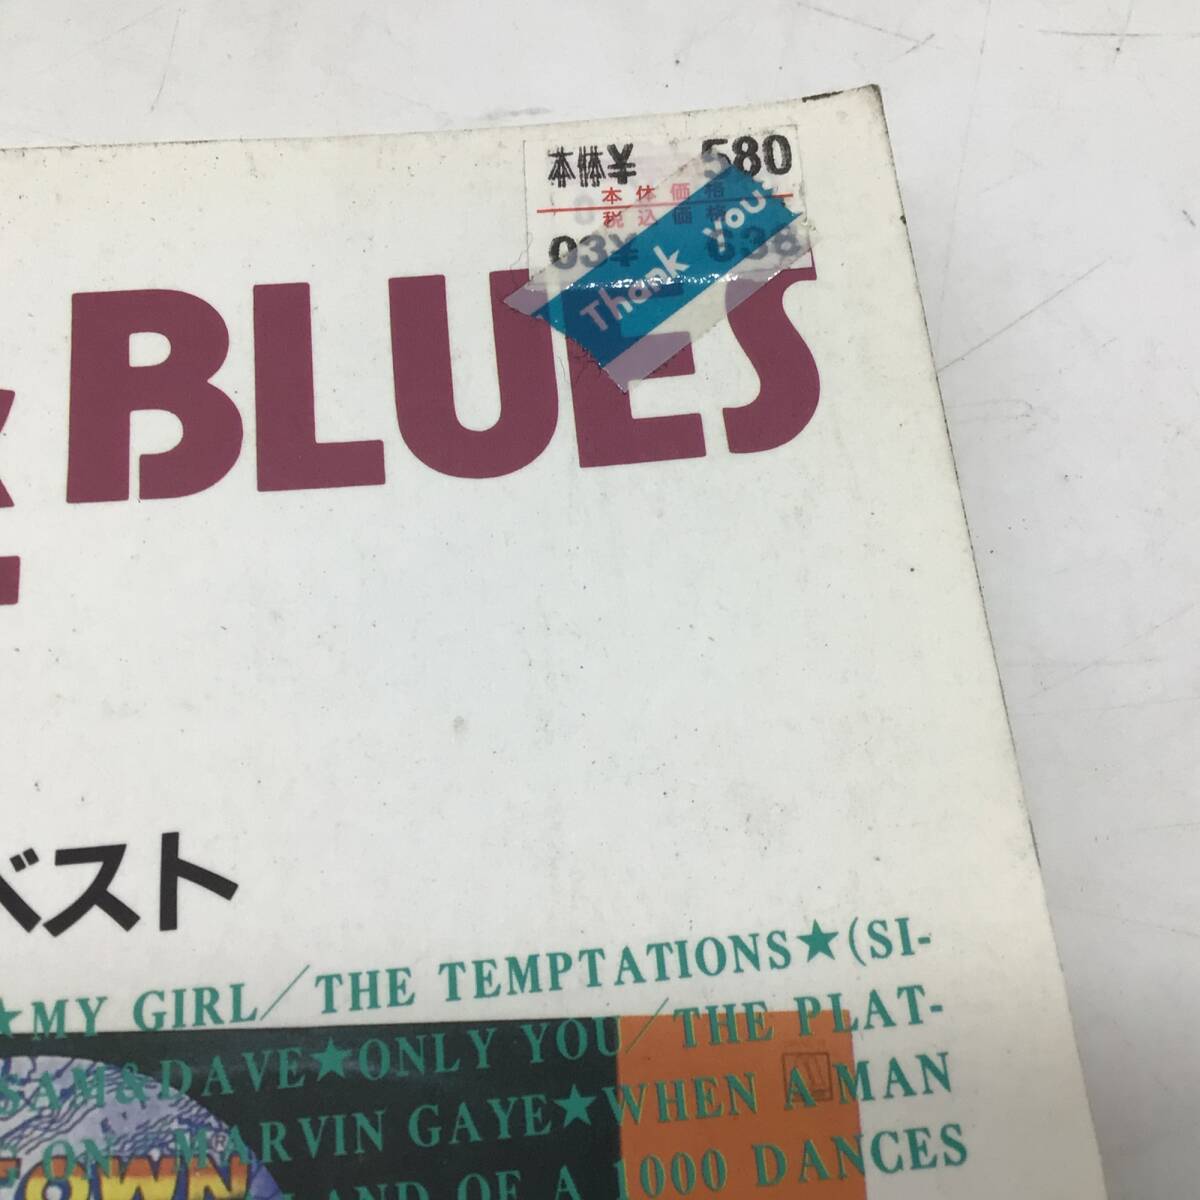 本体¥ 580
本体価格
税込価格
03¥ 638
Thank you
& BLUES
ベスト
★MY GIRL/THE TEMPTATIONS★(SI-
SAM&DAVE★ONLY YOU/THE PLAT-
ON MARVIN GAYE★WHEN A MAN
LAND OF A 1000 DANCES
TOWN